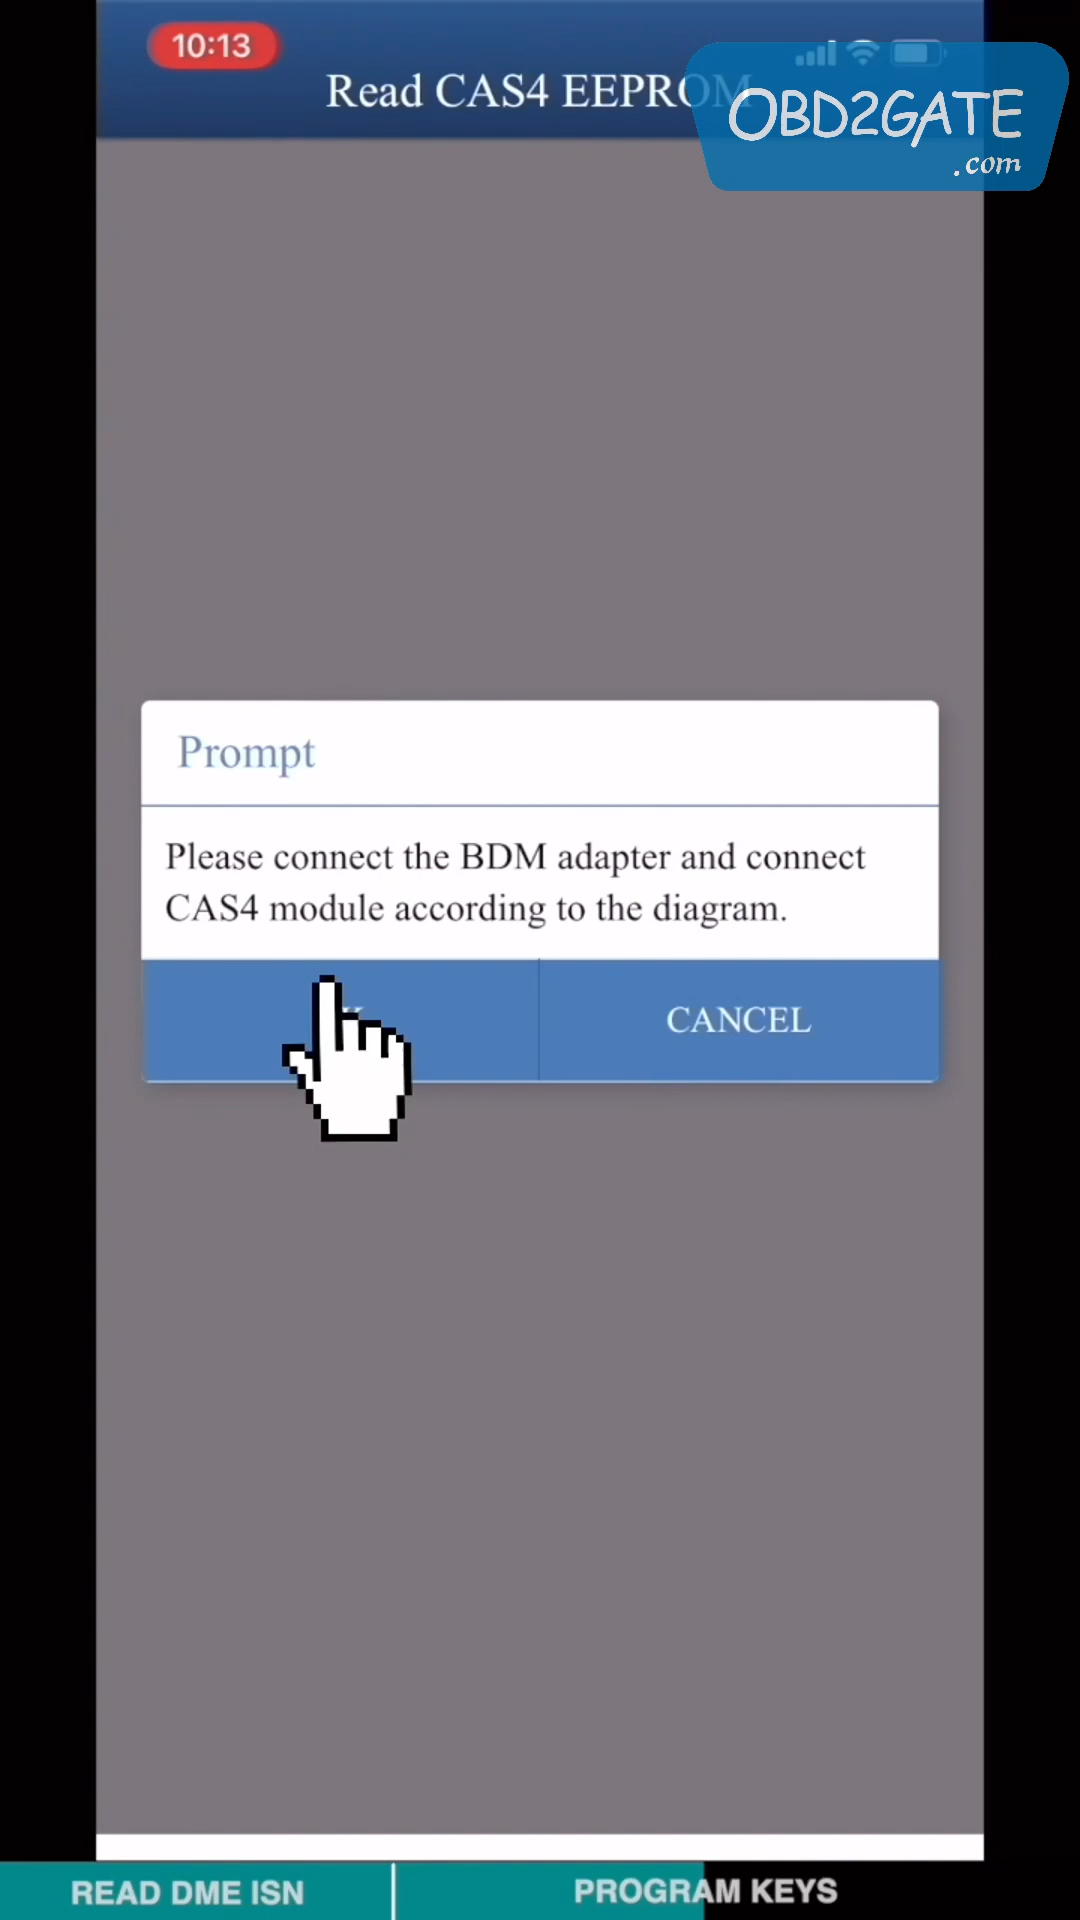 10:13
Read CAS4 EEPROM
OBD2GATE
.com
Prompt
Please connect the BDM adapter and connect
CAS4 module according to the diagram.
CANCEL
READ DME ISN
PROGRAM KEYS